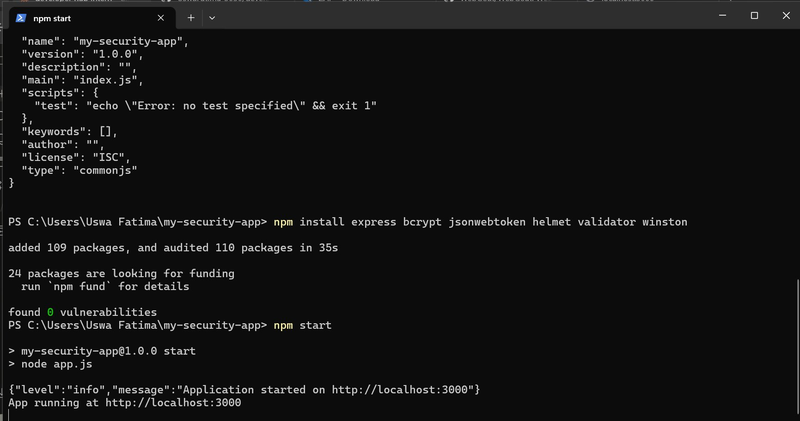 npm start
"name": "my-security-app",
"version": "1.0.0",
"description": "",
"main": "index.js",
"scripts": {
"test": "echo \"Error: no test specified\" && exit 1"
},
"keywords": [],
"author": "",
"license": "ISC",
"type": "commonjs"
}
PS C:\Users\Uswa Fatima\my-security-app> npm install express bcrypt jsonwebtoken helmet validator winston
added 109 packages, and audited 110 packages in 35s
24 packages are looking for funding
run `npm fund` for details
found 0 vulnerabilities
PS C:\Users\Uswa Fatima\my-security-app> npm start
> my-security-app@1.0.0 start
> node app.js
{"level":"info","message":"Application started on http://localhost:3000"}
App running at http://localhost:3000